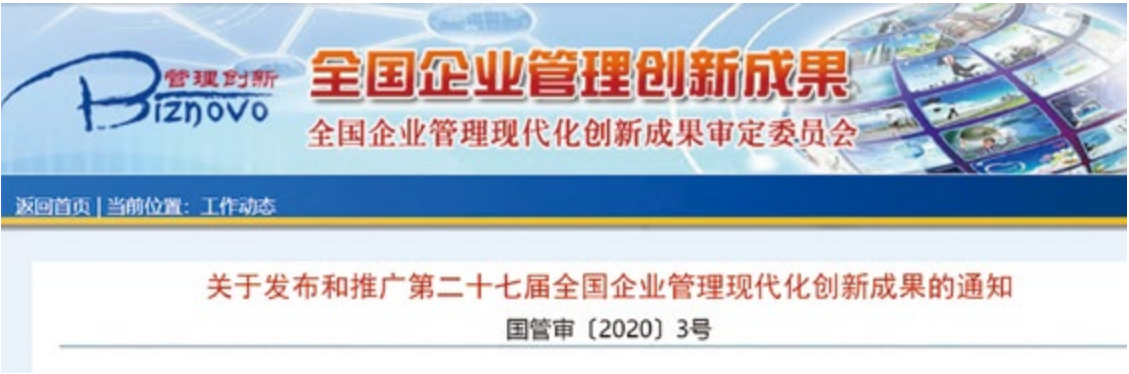 管理创新
Biznovo
全国企业管理创新成果
全国企业管理现代化创新成果审定委员会
返回首页 | 当前位置：工作动态
关于发布和推广第二十七届全国企业管理现代化创新成果的通知
国管审〔2020〕3号